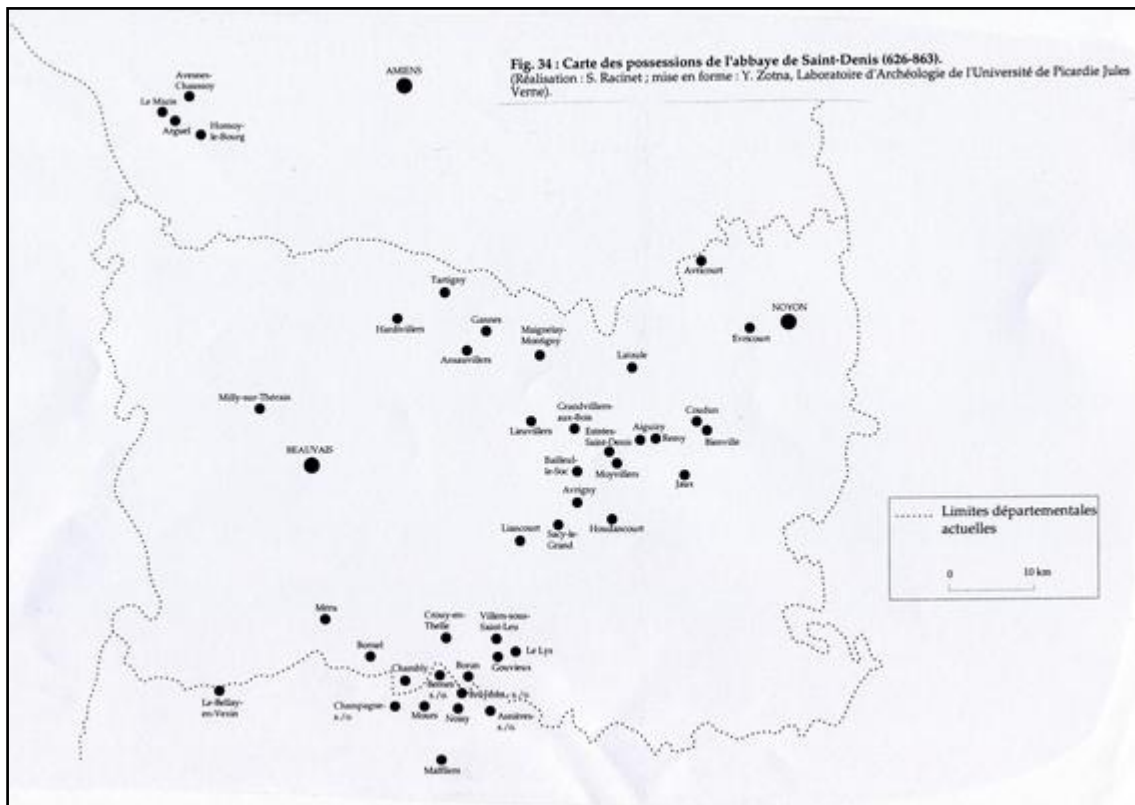 Fig. 34 : Carte des possessions de l'abbaye de Saint-Denis (626-863).
(Réalisation : S. Racinet ; mise en forme : Y. Zotna, Laboratoire d'Archéologie de l'Université de Picardie Jules
Verne).
AMIENS
Avesnes-
Chaussoy
Le Mazis
Arguel
Hornoy-
le-Bourg
Avricourt
Tartigny
NOYON
Hardivillers
Gannes
Maignelay-
Montigny
Evricourt
Ansauvillers
Lataule
Milly-sur-Thérain
Grandvillers-
aux-Bois
Coudun
Lieuvillers
Estrées-
Saint-Denis
Aiguisy
Remy
Bienville
BEAUVAIS
Bailleul-
le-Soc
Moyvillers
Jaux
Avrigny
Liancourt
Sacy-le-
Grand
Houdancourt
Limites départementales
actuelles
0
10 km
Méru
Crouy-en-
Thelle
Villers-sous-
Saint-Leu
Le Lys
Bornel
Gouvieux
Chambly
Boran
Bernes
s./o.
s./o.
Le-Bellay-
en-Vexin
Champagne-
s./o.
Mours
Noisy
Asnières-
s./o.
Maffliers